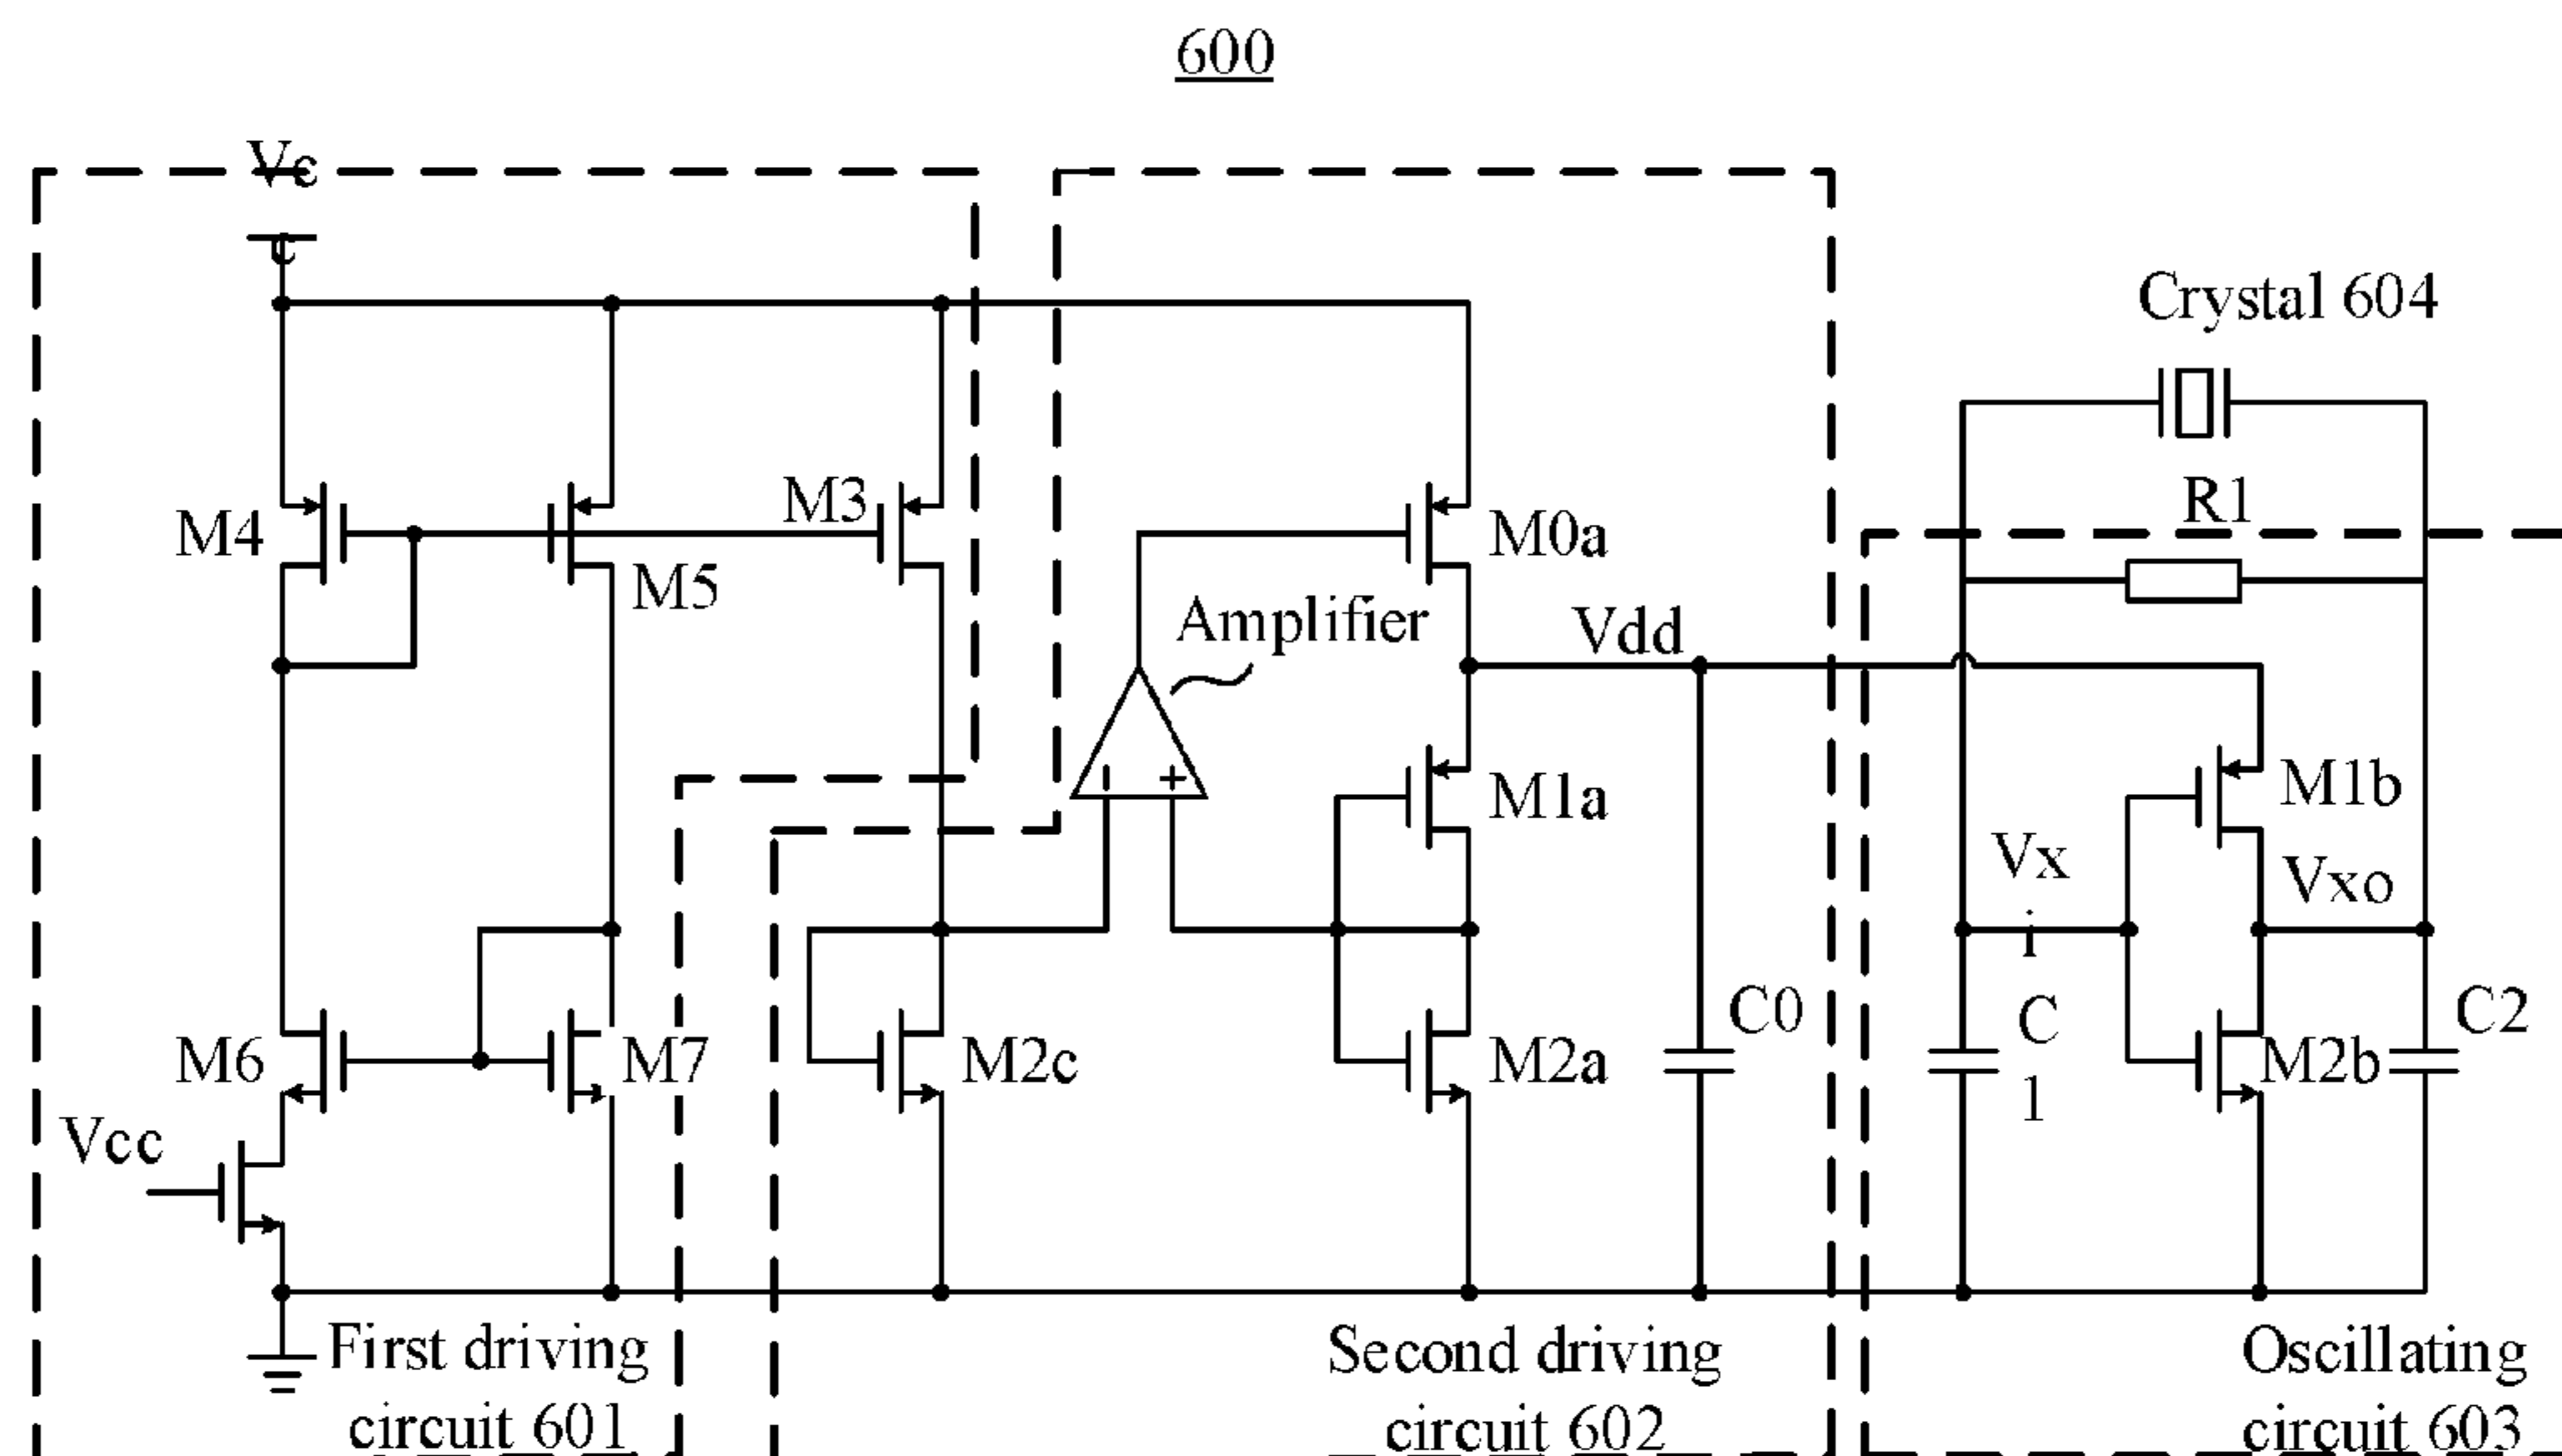 600
Vc
c
Crystal 604
R1
M4
M5
M3
M0a
Amplifier
Vdd
- +
M1a
M1b
Vx
i
Vxo
M6
M7
M2c
M2a
C0
C
1
M2b
C2
Vcc
First driving
circuit 601
Second driving
circuit 602
Oscillating
circuit 603